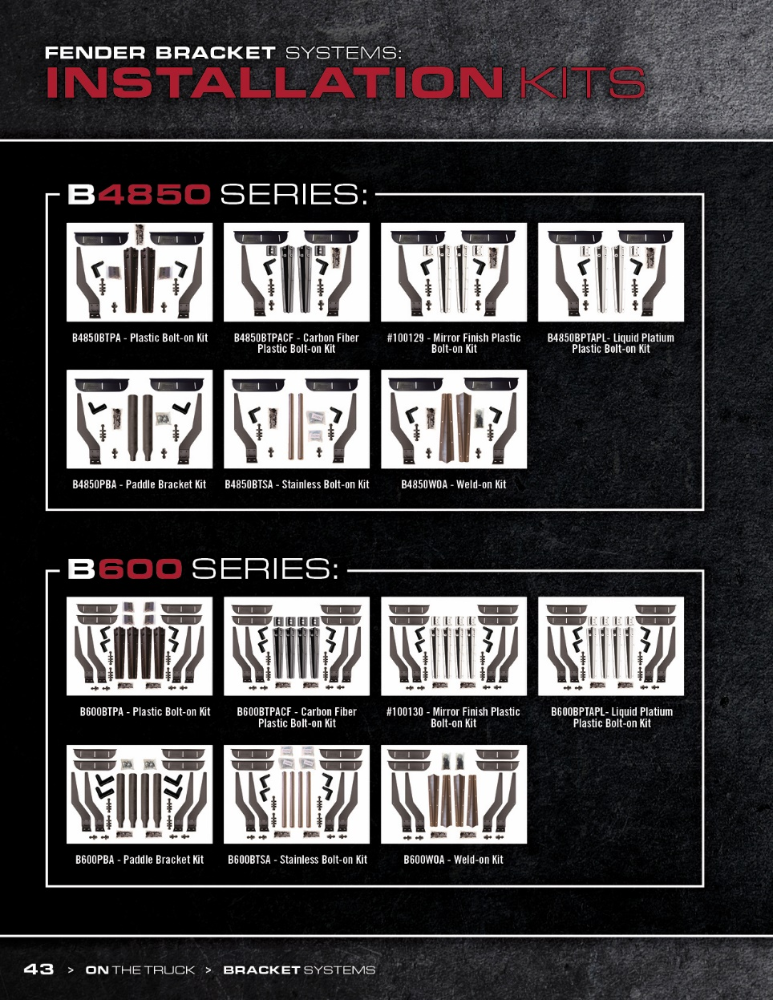 FENDER BRACKET SYSTEMS:
INSTALLATION KITS
B4850 SERIES:
B4850BTPA - Plastic Bolt-on Kit
B4850BTPACF - Carbon Fiber
Plastic Bolt-on Kit
#100129 - Mirror Finish Plastic
Bolt-on Kit
B4850BPTAPL- Liquid Platium
Plastic Bolt-on Kit
B4850PBA - Paddle Bracket Kit
B4850BTSA - Stainless Bolt-on Kit
B4850WOA - Weld-on Kit
B600 SERIES:
B600BTPA - Plastic Bolt-on Kit
B600BTPACF - Carbon Fiber
Plastic Bolt-on Kit
#100130 - Mirror Finish Plastic
Bolt-on Kit
B600BPTAPL- Liquid Platium
Plastic Bolt-on Kit
B600PBA - Paddle Bracket Kit
B600BTSA - Stainless Bolt-on Kit
B600WOA - Weld-on Kit
43 > ON THE TRUCK > BRACKET SYSTEMS